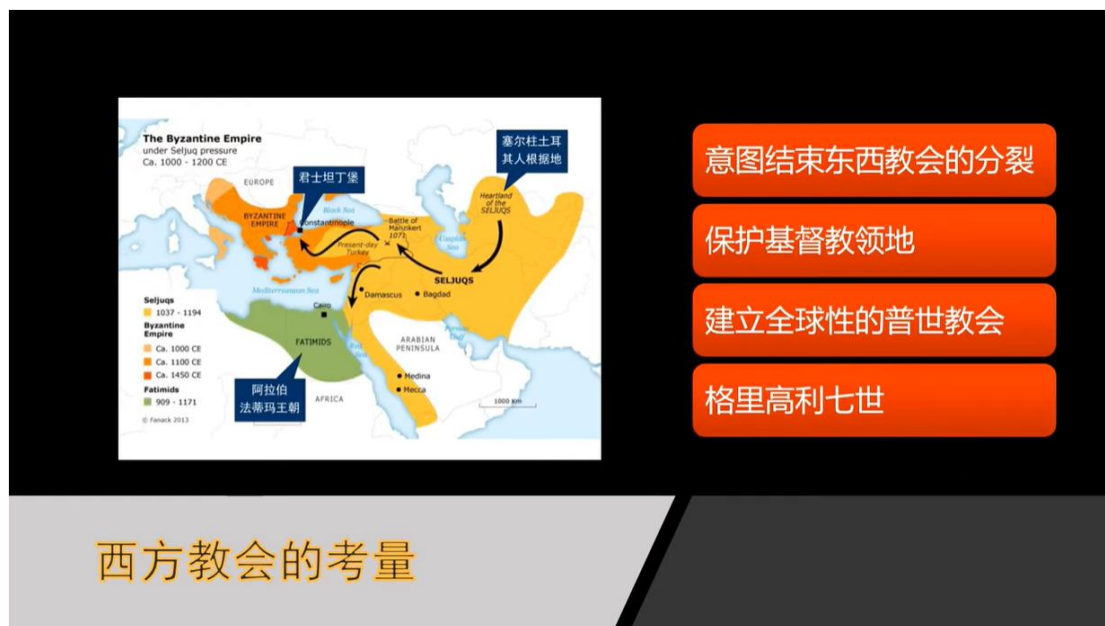 The Byzantine Empire
under Seljuq pressure
Ca. 1000 - 1200 CE
塞尔柱土耳
其人根据地
君士坦丁堡
EUROPE
Heartland
of the
SELJUQS
Black Sea
BYZANTINE
EMPIRE
Constantinople
Battle of
Manzikert
1071
Caspian
Sea
Present-day
Turkey
SELJUQS
Mediterranean Sea
Damascus
Bagdad
Cairo
FATIMIDS
Red
Sea
ARABIAN
PENINSULA
Persian
Gulf
Medina
Mecca
AFRICA
1000 Km
阿拉伯
法蒂玛王朝
Seljuqs
1037 - 1194
Byzantine
Empire
Ca. 1000 CE
Ca. 1100 CE
Ca. 1450 CE
Fatimids
909 - 1171
© Fanack 2013
意图结束东西教会的分裂
保护基督教领地
建立全球性的普世教会
格里高利七世
西方教会的考量